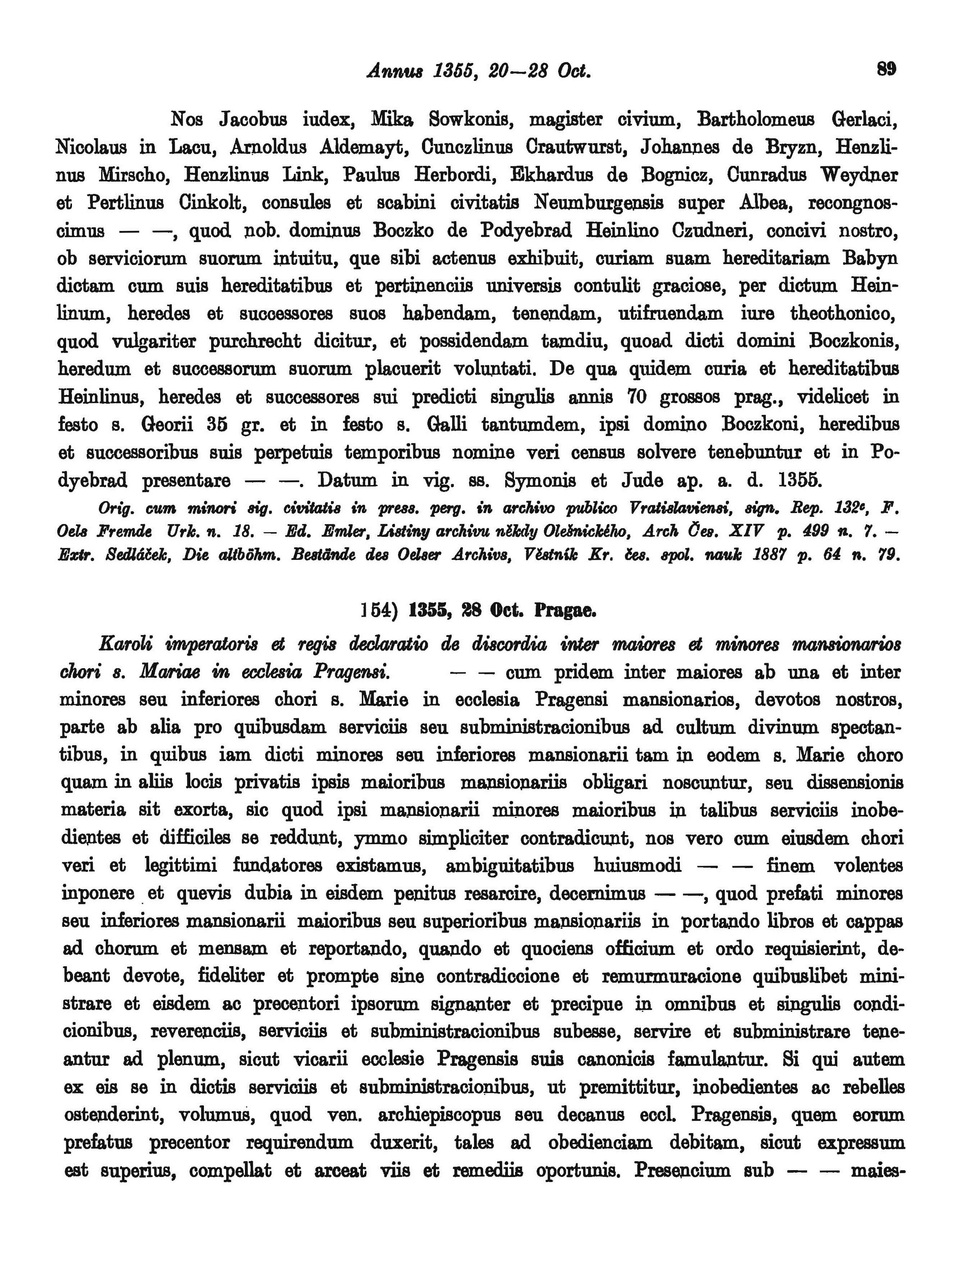 Annus 1355, 20—28 Oct. 89
Nos Jacobus iudex, Mika Sowkonis, magister civium, Bartholomeus Gerlaci,
Nicolaus in Lacu, Arnoldus Aldemayt, Cunczlinus Crautwurst, Johannes de Bryzn, Henzli-
nus Mirscho, Henzlinus Link, Paulus Herbordi, Ekhardus de Bognicz, Cunradus Weydner
et Pertlinus Cinkolt, consules et scabini civitatis Neumburgensis super Albea, recongnos-
cimus — —, quod nob. dominus Boczko de Podyebrad Heinlino Czudneri, concivi nostro,
ob serviciorum suorum intuitu, que sibi actenus exhibuit, curiam suam hereditariam Babyn
dictam cum suis hereditatibus et pertinenciis universis contulit graciose, per dictum Hein-
linum, heredes et successores suos habendam, tenendam, utifruendam iure theothonico,
quod vulgariter purchrecht dicitur, et possidendam tamdiu, quoad dicti domini Boczkonis,
heredum et successorum suorum placuerit voluntati. De qua quidem curia et hereditatibus
Heinlinus, heredes et successores sui predicti singulis annis 70 grossos prag., videlicet in
festo s. Georii 35 gr. et in festo s. Galli tantumdem, ipsi domino Boczkoni, heredibus
et successoribus suis perpetuis temporibus nomine veri census solvere tenebuntur et in Po-
dyebrad presentare — —. Datum in vig. ss. Symonis et Jude ap. a. d. 1355.
Orig. cum minori sig. civitatis in press. perg. in archivo publico Vratislaviensi, sign. Rep. 132c, F.
Oels Fremde Urk. n. 18. — Ed. Emler, Listiny archivu někdy Olešnického, Arch Čes. XIV p. 499 n. 7. —
Extr. Sedláček, Die altböhm. Bestände des Oelser Archivs, Věstník Kr. čes. spol. nauk 1887 p. 64 n. 79.
154) 1355, 28 Oct. Pragae.
Karoli imperatoris et regis declaratio de discordia inter maiores et minores mansionarios
chori s. Mariae in ecclesia Pragensi. — — cum pridem inter maiores ab una et inter
minores seu inferiores chori s. Marie in ecclesia Pragensi mansionarios, devotos nostros,
parte ab alia pro quibusdam serviciis seu subministracionibus ad cultum divinum spectan-
tibus, in quibus iam dicti minores seu inferiores mansionarii tam in eodem s. Marie choro
quam in aliis locis privatis ipsis maioribus mansionariis obligari noscuntur, seu dissensionis
materia sit exorta, sic quod ipsi mansionarii minores maioribus in talibus serviciis inobe-
dientes et difficiles se reddunt, ymmo simpliciter contradicunt, nos vero cum eiusdem chori
veri et legittimi fundatores existamus, ambiguitatibus huiusmodi — — finem volentes
inponere et quevis dubia in eisdem penitus resarcire, decernimus — —, quod prefati minores
seu inferiores mansionarii maioribus seu superioribus mansionariis in portando libros et cappas
ad chorum et mensam et reportando, quando et quociens officium et ordo requisierint, de-
beant devote, fideliter et prompte sine contradiccione et remurmuracione quibuslibet mini-
strare et eisdem ac precentori ipsorum signanter et precipue in omnibus et singulis condi-
cionibus, reverenciis, serviciis et subministracionibus subesse, servire et subministrare tene-
antur ad plenum, sicut vicarii ecclesie Pragensis suis canonicis famulantur. Si qui autem
ex eis se in dictis serviciis et subministracionibus, ut premittitur, inobedientes ac rebelles
ostenderint, volumus, quod ven. archiepiscopus seu decanus eccl. Pragensis, quem eorum
prefatus precentor requirendum duxerit, tales ad obedienciam debitam, sicut expressum
est superius, compellat et arceat viis et remediis oportunis. Presencium sub — — maies-